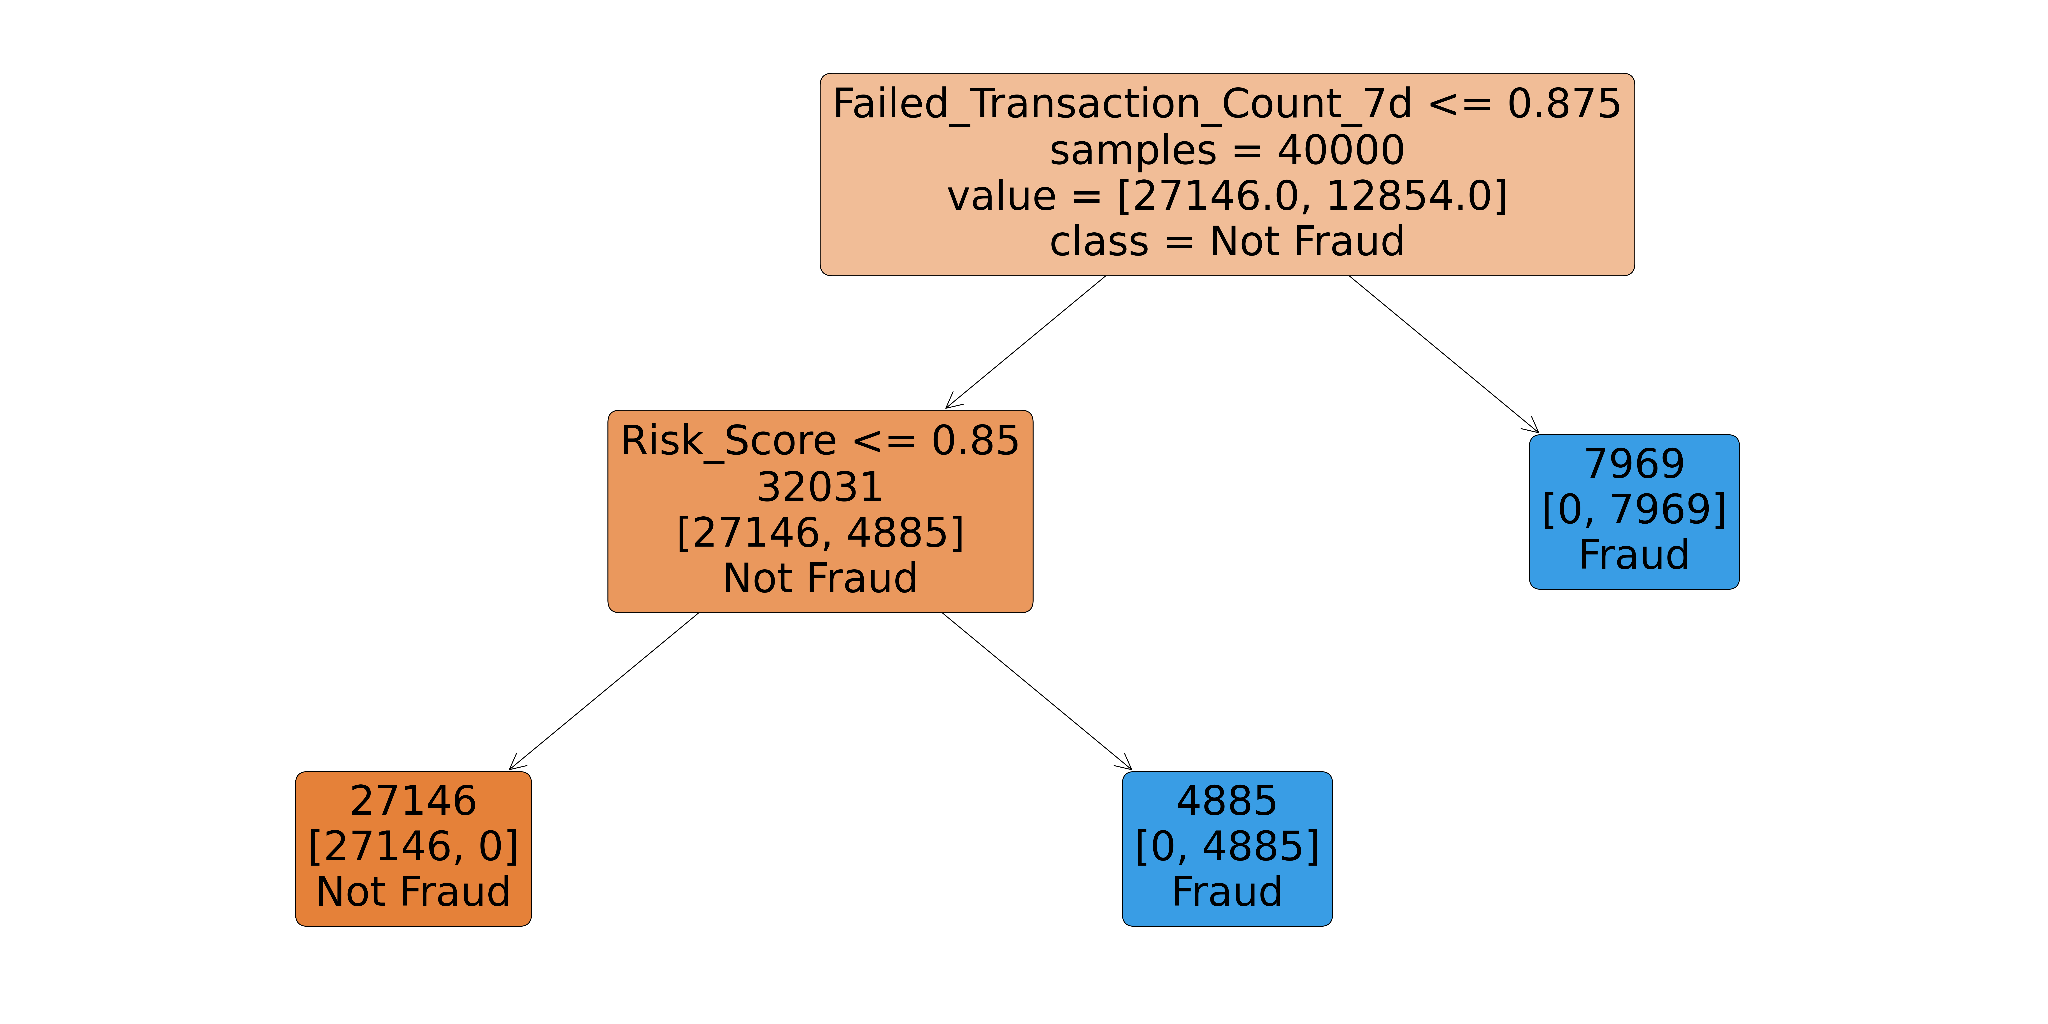 Failed_Transaction_Count_7d <= 0.875
samples = 40000
value = [27146.0, 12854.0]
class = Not Fraud
Risk_Score <= 0.85
32031
[27146, 4885]
Not Fraud
7969
[0, 7969]
Fraud
27146
[27146, 0]
Not Fraud
4885
[0, 4885]
Fraud